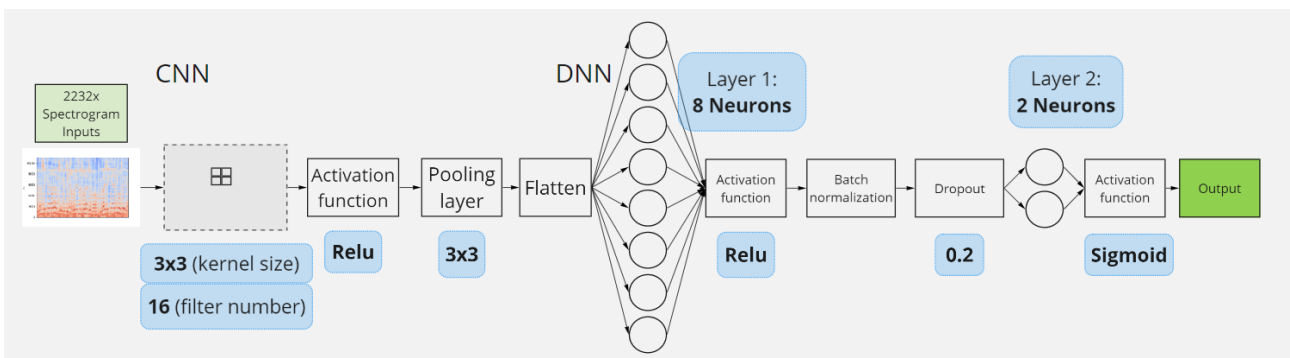 CNN
DNN
2232x
Spectrogram
Inputs
Activation
function
Pooling
layer
Flatten
Layer 1:
8 Neurons
Activation
function
Batch
normalization
Dropout
Layer 2:
2 Neurons
Activation
function
Output
3x3 (kernel size)
16 (filter number)
Relu
3x3
Relu
0.2
Sigmoid